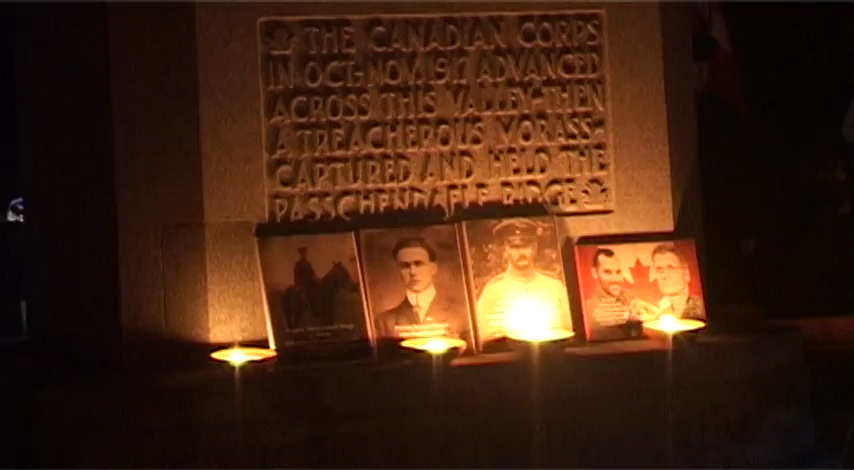 THE CANADIAN CORPS
IN OCT-NOV. 1917 ADVANCED
ACROSS THIS VALLEY-THEN
A TREACHEROUS MORASS-
CAPTURED AND HELD THE
PASSCHENDAELE RIDGE